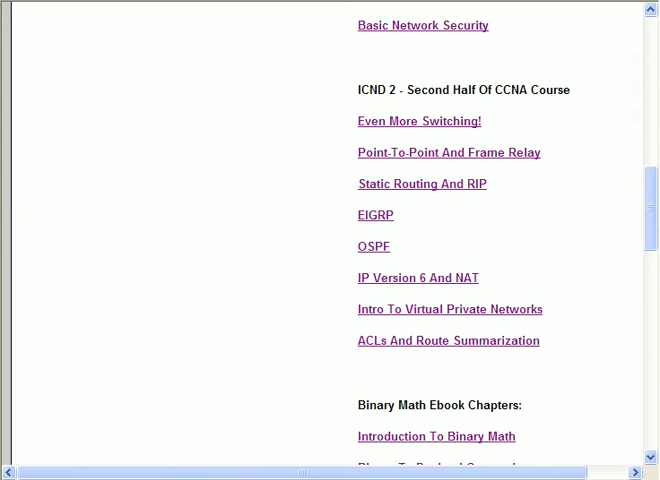 Basic Network Security
ICND 2 - Second Half Of CCNA Course
Even More Switching!
Point-To-Point And Frame Relay
Static Routing And RIP
EIGRP
OSPF
IP Version 6 And NAT
Intro To Virtual Private Networks
ACLs And Route Summarization
Binary Math Ebook Chapters:
Introduction To Binary Math